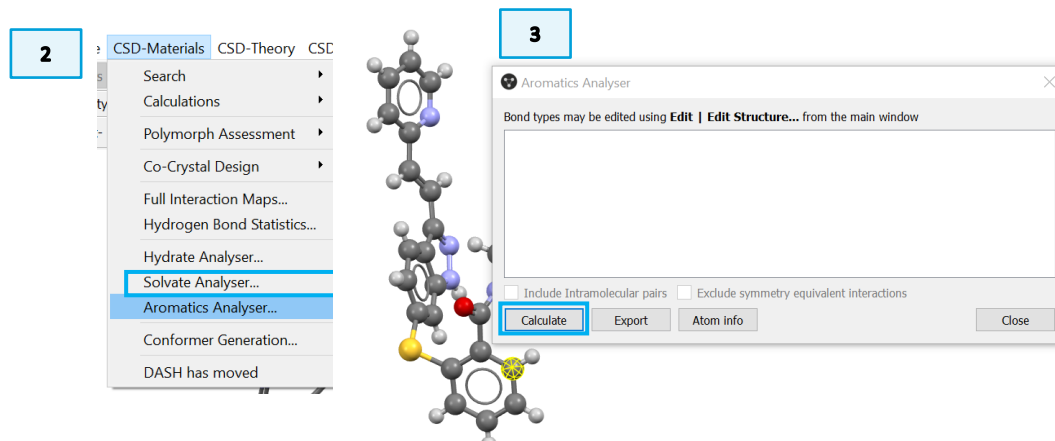 2
CSD-Materials CSD-Theory CSD
Search
Calculations
Polymorph Assessment
Co-Crystal Design
Full Interaction Maps...
Hydrogen Bond Statistics...
Hydrate Analyser...
Solvate Analyser...
Aromatics Analyser...
Conformer Generation...
DASH has moved
3
Aromatics Analyser
Bond types may be edited using Edit | Edit Structure... from the main window
Include Intramolecular pairs Exclude symmetry equivalent interactions
Calculate Export Atom info Close